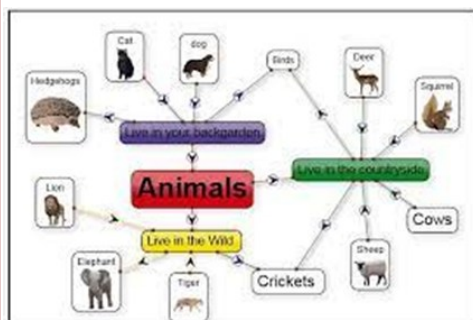 Cat
dog
Birds
Deer
Hedgehogs
Squirrel
Live in your backgarden
Live in the countryside
Animals
Lion
Cows
Live in the Wild
Sheep
Elephant
Tiger
Crickets